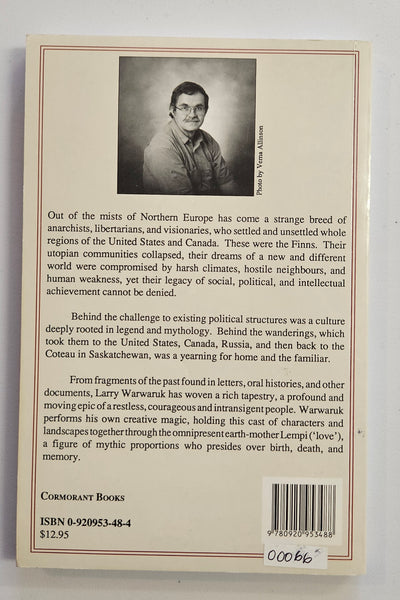 Photo by Verna Allinson
Out of the mists of Northern Europe has come a strange breed of
anarchists, libertarians, and visionaries, who settled and unsettled whole
regions of the United States and Canada. These were the Finns. Their
utopian communities collapsed, their dreams of a new and different
world were compromised by harsh climates, hostile neighbours, and
human weakness, yet their legacy of social, political, and intellectual
achievement cannot be denied.
Behind the challenge to existing political structures was a culture
deeply rooted in legend and mythology. Behind the wanderings, which
took them to the United States, Canada, Russia, and then back to the
Coteau in Saskatchewan, was a yearning for home and the familiar.
From fragments of the past found in letters, oral histories, and other
documents, Larry Warwaruk has woven a rich tapestry, a profound and
moving epic of a restless, courageous and intransigent people. Warwaruk
performs his own creative magic, holding this cast of characters and
landscapes together through the omnipresent earth-mother Lempi (‘love’),
a figure of mythic proportions who presides over birth, death, and
memory.
CORMORANT BOOKS
ISBN 0-920953-48-4
$12.95
9 780920 953488